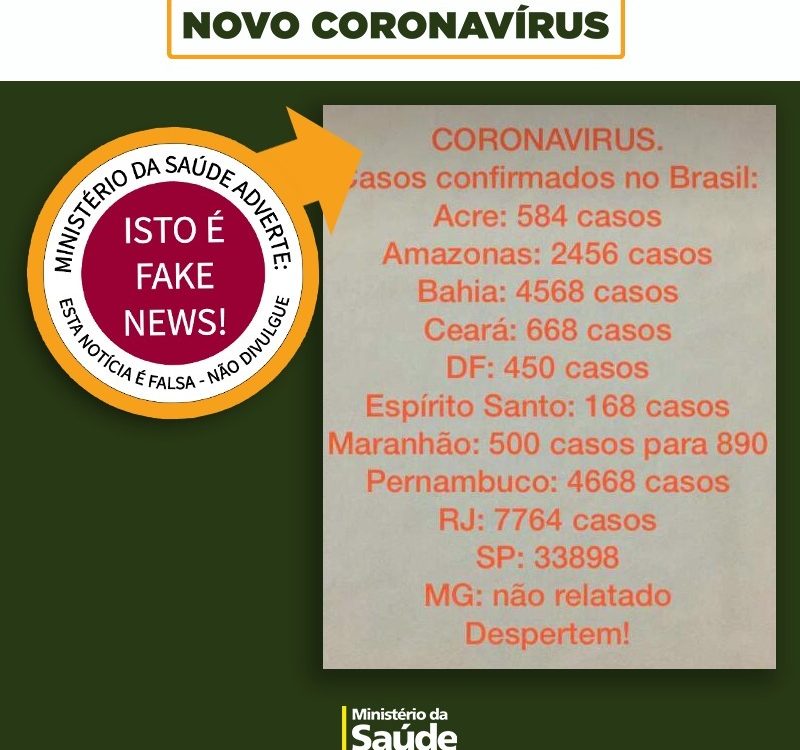 NOVO CORONAVÍRUS
MINISTÉRIO DA SAÚDE ADVERTE:
ISTO É
FAKE
NEWS!
ESTA NOTÍCIA É FALSA - NÃO DIVULGUE
CORONAVIRUS.
Casos confirmados no Brasil:
Acre: 584 casos
Amazonas: 2456 casos
Bahia: 4568 casos
Ceará: 668 casos
DF: 450 casos
Espírito Santo: 168 casos
Maranhão: 500 casos para 890
Pernambuco: 4668 casos
RJ: 7764 casos
SP: 33898
MG: não relatado
Despertem!
Ministério da
Saúde